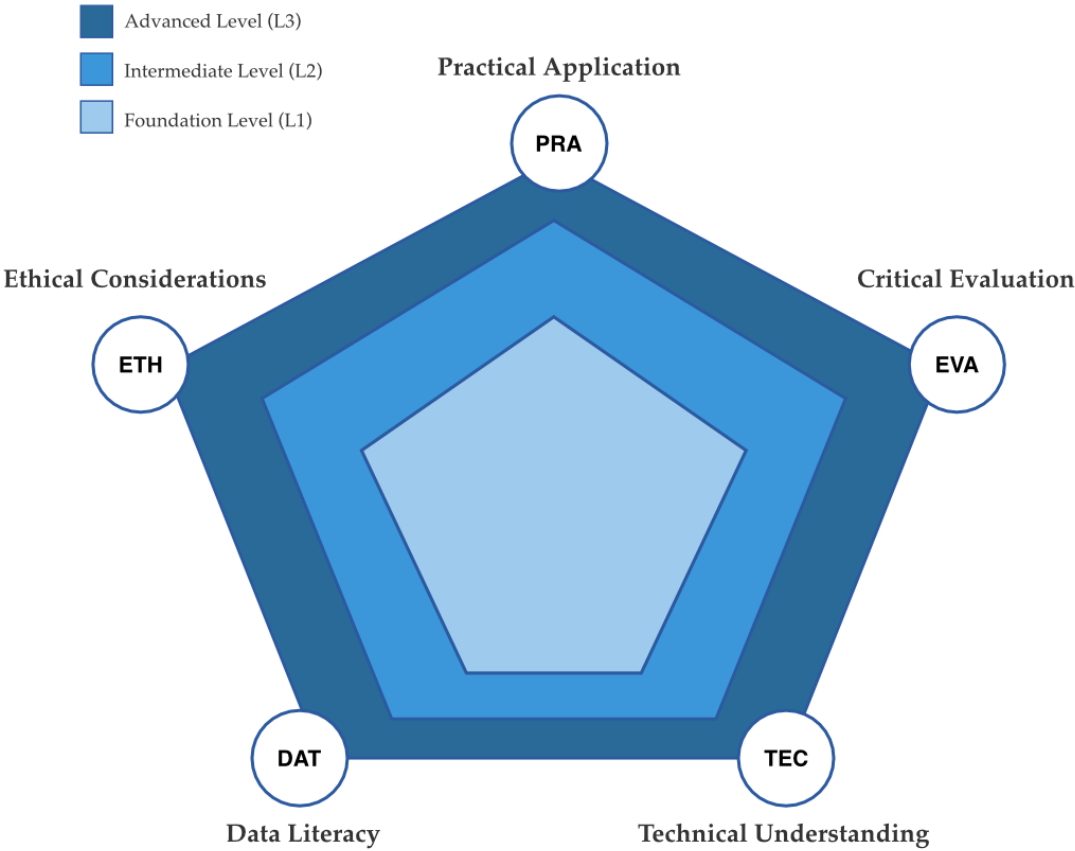 Advanced Level (L3)
Intermediate Level (L2)
Foundation Level (L1)
Practical Application
PRA
Ethical Considerations
Critical Evaluation
ETH
EVA
DAT
TEC
Data Literacy
Technical Understanding